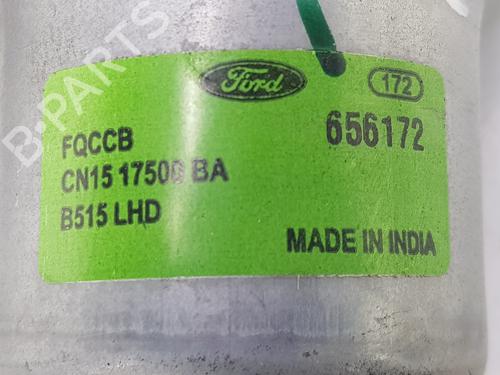 Ford
172
FQCCB
656172
CN15 17500 BA
B515 LHD
MADE IN INDIA
B-PARTS